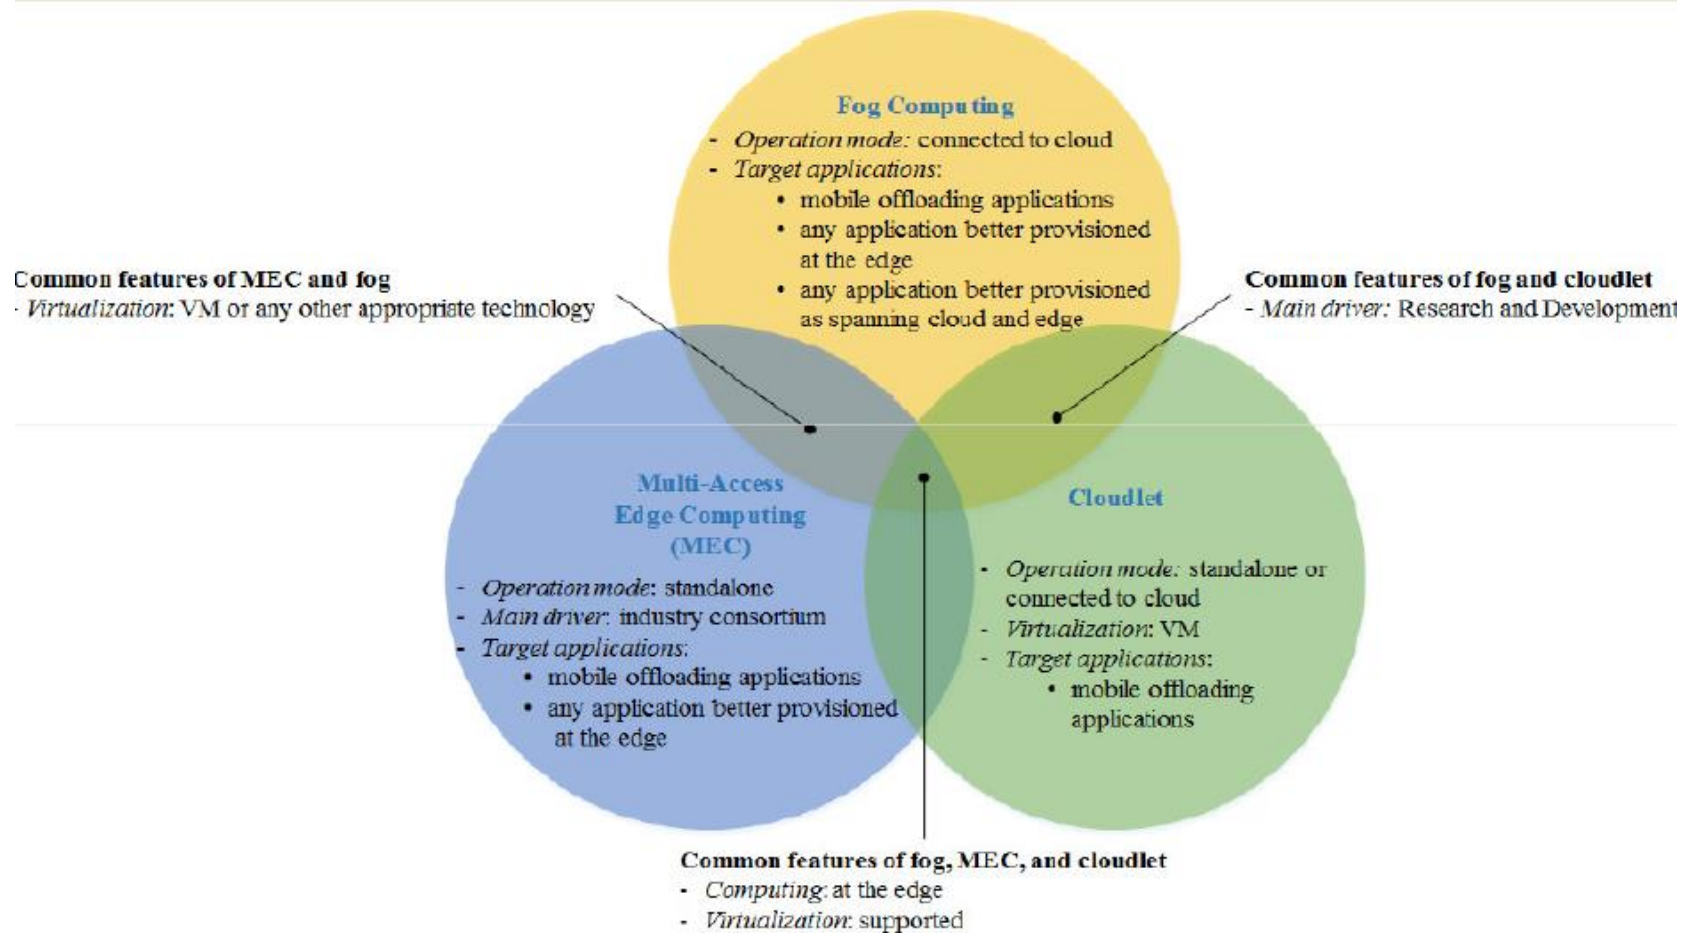 Fog Computing
- Operation mode: connected to cloud
- Target applications:
• mobile offloading applications
• any application better provisioned
at the edge
• any application better provisioned
as spanning cloud and edge
Common features of MEC and fog
- Virtualization: VM or any other appropriate technology
Common features of fog and cloudlet
- Main driver: Research and Development
Multi-Access
Edge Computing
(MEC)
- Operation mode: standalone
- Main driver: industry consortium
- Target applications:
• mobile offloading applications
• any application better provisioned
at the edge
Cloudlet
- Operation mode: standalone or
connected to cloud
- Virtualization: VM
- Target applications:
• mobile offloading
applications
Common features of fog, MEC, and cloudlet
- Computing: at the edge
- Virtualization: supported